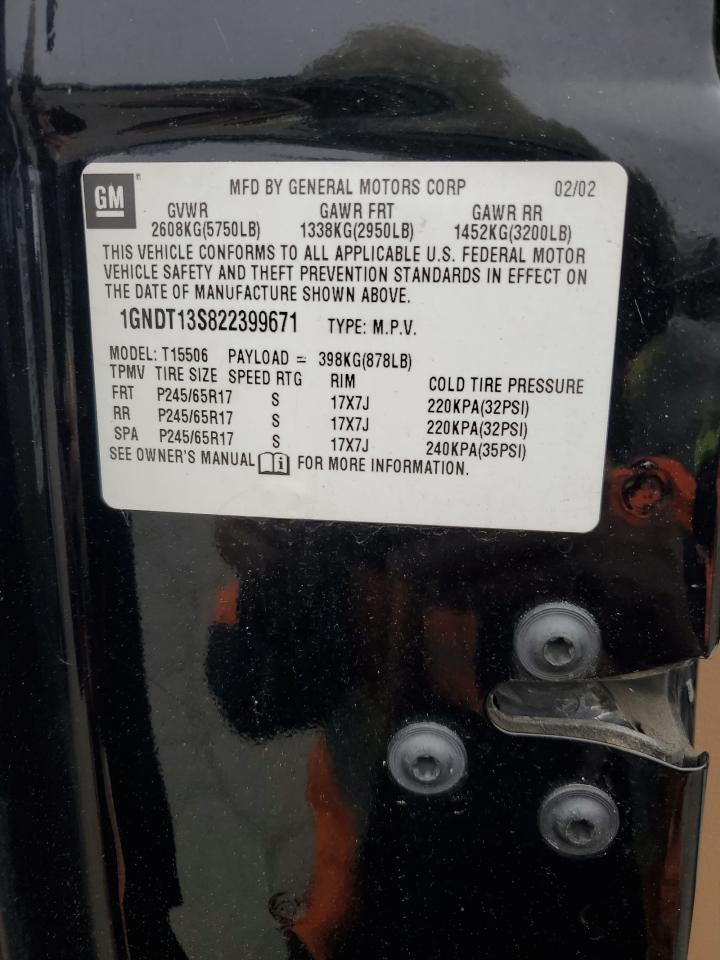 GM ® MFD BY GENERAL MOTORS CORP 02/02
GVWR GAWR FRT GAWR RR
2608KG(5750LB) 1338KG(2950LB) 1452KG(3200LB)
THIS VEHICLE CONFORMS TO ALL APPLICABLE U.S. FEDERAL MOTOR
VEHICLE SAFETY AND THEFT PREVENTION STANDARDS IN EFFECT ON
THE DATE OF MANUFACTURE SHOWN ABOVE.
1GNDT13S822399671 TYPE: M.P.V.
MODEL: T15506 PAYLOAD = 398KG(878LB)
TPMV TIRE SIZE SPEED RTG RIM COLD TIRE PRESSURE
FRT P245/65R17 S 17X7J 220KPA(32PSI)
RR P245/65R17 S 17X7J 220KPA(32PSI)
SPA P245/65R17 S 17X7J 240KPA(35PSI)
SEE OWNER'S MANUAL i FOR MORE INFORMATION.